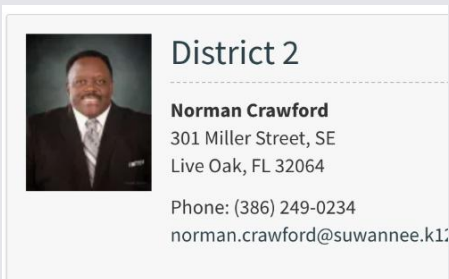 District 2
Norman Crawford
301 Miller Street, SE
Live Oak, FL 32064
Phone: (386) 249-0234
norman.crawford@suwannee.k12